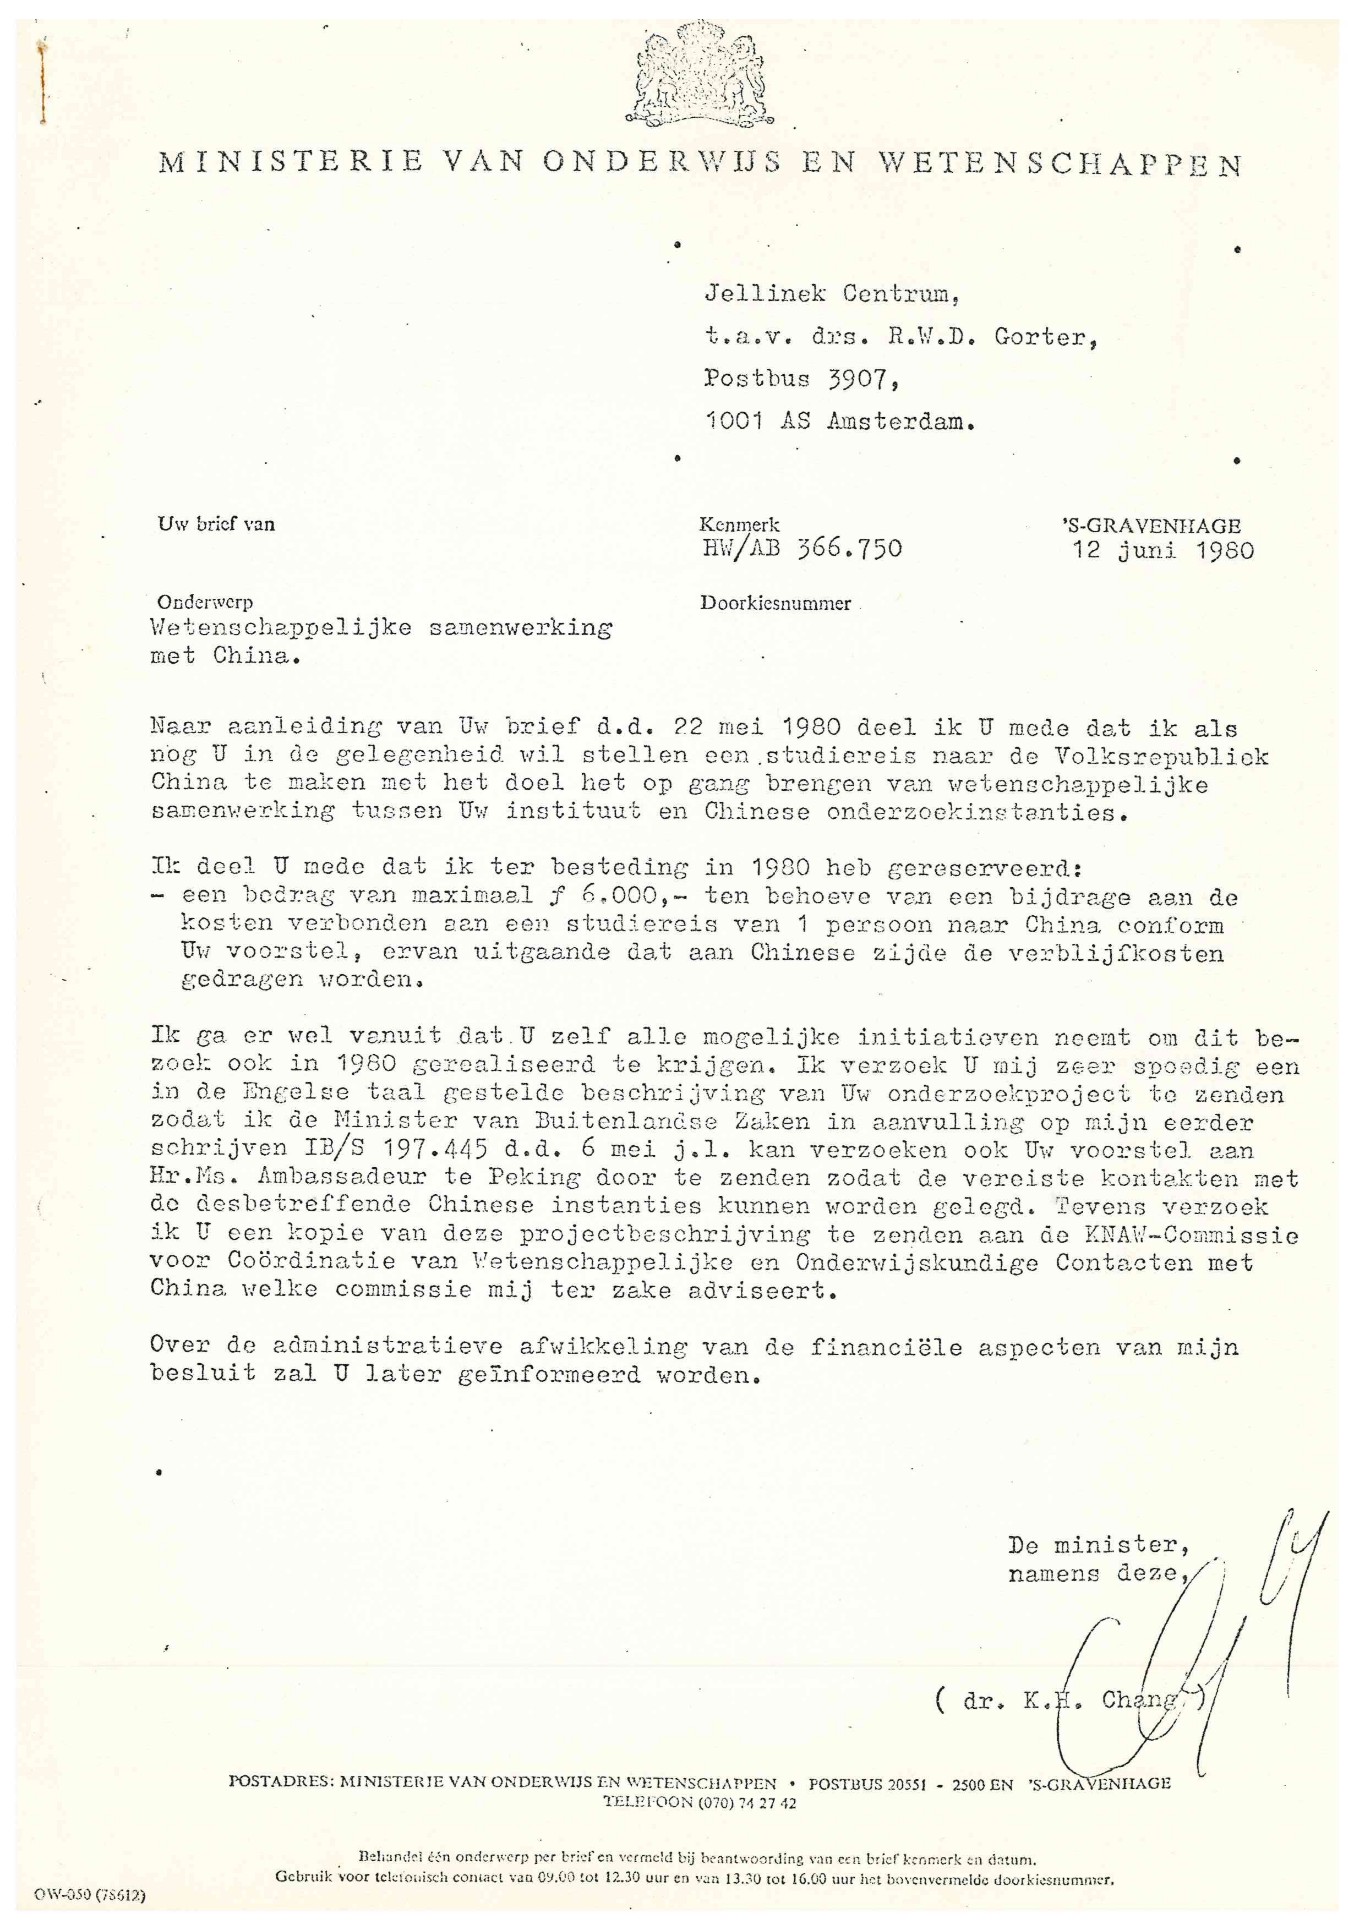 MINISTERIE VAN ONDERWIJS EN WETENSCHAPPEN
Jellinek Centrum,
t.a.v. drs. R.W.D. Gorter,
Postbus 3907,
1001 AS Amsterdam.
Uw brief van
Kenmerk
'S-GRAVENHAGE
HW/AB 366.750
12 juni 1980
Onderwerp
Doorkiesnummer
Wetenschappelijke samenwerking
met China.
Naar aanleiding van Uw brief d.d. 22 mei 1980 deel ik U mede dat ik als
nog U in de gelegenheid wil stellen een studiereis naar de Volksrepubliek
China te maken met het doel het op gang brengen van wetenschappelijke
samenwerking tussen Uw instituut en Chinese onderzoekinstanties.
Ik deel U mede dat ik ter besteding in 1980 heb gereserveerd:
- een bedrag van maximaal ƒ 6.000,- ten behoeve van een bijdrage aan de
kosten verbonden aan een studiereis van 1 persoon naar China conform
Uw voorstel, ervan uitgaande dat aan Chinese zijde de verblijfkosten
gedragen worden.
Ik ga er wel vanuit dat U zelf alle mogelijke initiatieven neemt om dit be-
zoek ook in 1980 gerealiseerd te krijgen. Ik verzoek U mij zeer spoedig een
in de Engelse taal gestelde beschrijving van Uw onderzoekproject te zenden
zodat ik de Minister van Buitenlandse Zaken in aanvulling op mijn eerder
schrijven IB/S 197.445 d.d. 6 mei j.l. kan verzoeken ook Uw voorstel aan
Hr.Ms. Ambassadeur te Peking door te zenden zodat de vereiste kontakten met
de desbetreffende Chinese instanties kunnen worden gelegd. Tevens verzoek
ik U een kopie van deze projectbeschrijving te zenden aan de KNAW-Commissie
voor Coördinatie van Wetenschappelijke en Onderwijskundige Contacten met
China welke commissie mij ter zake adviseert.
Over de administratieve afwikkeling van de financiële aspecten van mijn
besluit zal U later geïnformeerd worden.
De minister,
namens deze,
( dr. K.H. Chang )
POSTADRES: MINISTERIE VAN ONDERWIJS EN WETENSCHAPPEN • POSTBUS 20551 - 2500 EN 'S-GRAVENHAGE
TELEFOON (070) 74 27 42
Behandel één onderwerp per brief en vermeld bij beantwoording van een brief kenmerk en datum.
Gebruik voor telefonisch contact van 09.00 tot 12.30 uur en van 13.30 tot 16.00 uur het bovenvermelde doorkiesnummer.
OW-050 (78612)